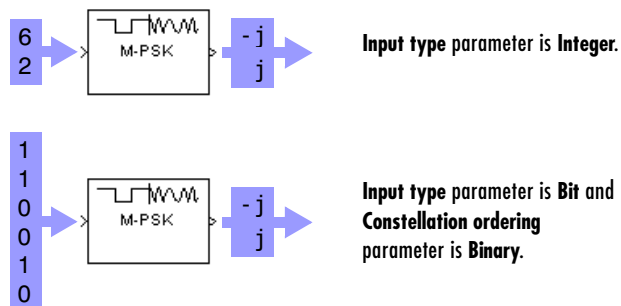 6
2
M-PSK
-j
j
Input type parameter is Integer.
1
1
0
0
1
0
M-PSK
-j
j
Input type parameter is Bit and
Constellation ordering
parameter is Binary.